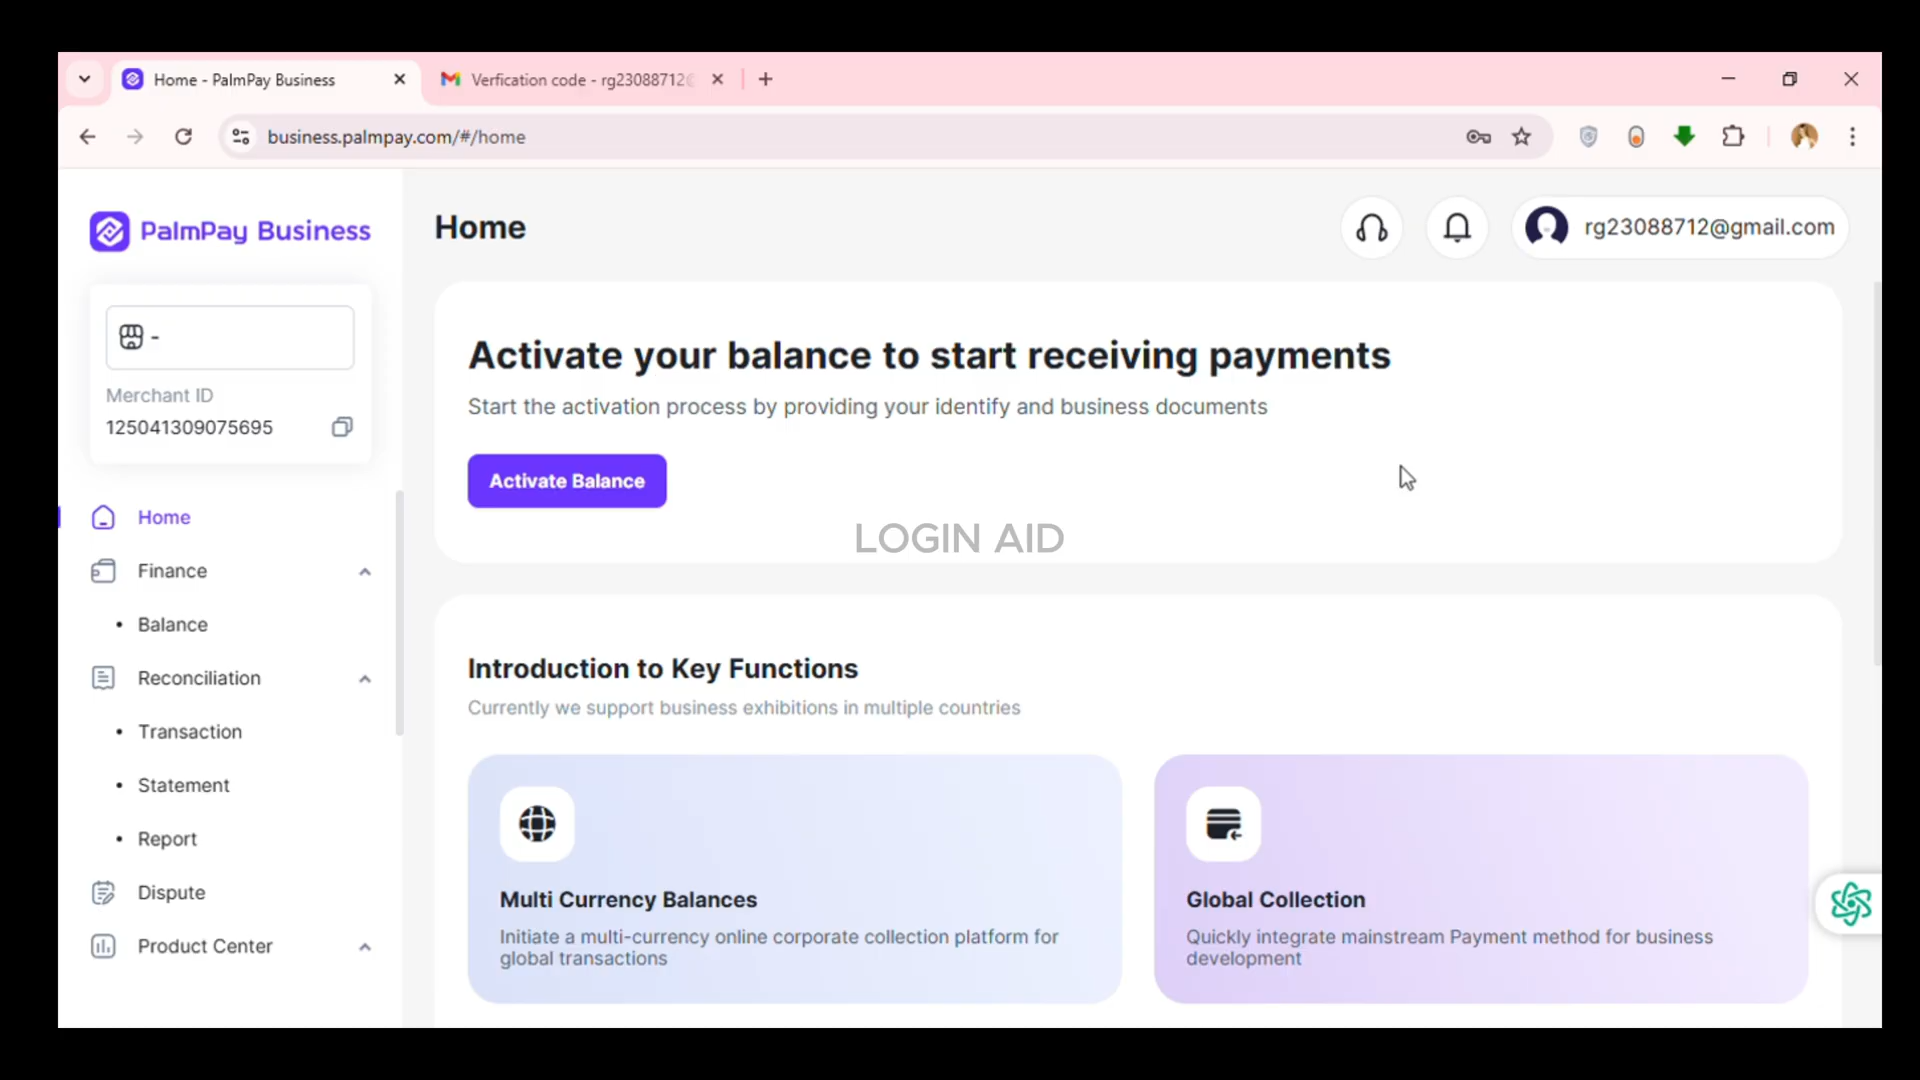 Home - PalmPay Business
Verfication code - rg23088712
business.palmpay.com/#/home
PalmPay Business
Home
rg23088712@gmail.com
-
Merchant ID
125041309075695
Activate your balance to start receiving payments
Start the activation process by providing your identify and business documents
Activate Balance
LOGIN AID
Home
Finance
Balance
Reconciliation
Transaction
Statement
Report
Dispute
Product Center
Introduction to Key Functions
Currently we support business exhibitions in multiple countries
Multi Currency Balances
Initiate a multi-currency online corporate collection platform for
global transactions
Global Collection
Quickly integrate mainstream Payment method for business
development